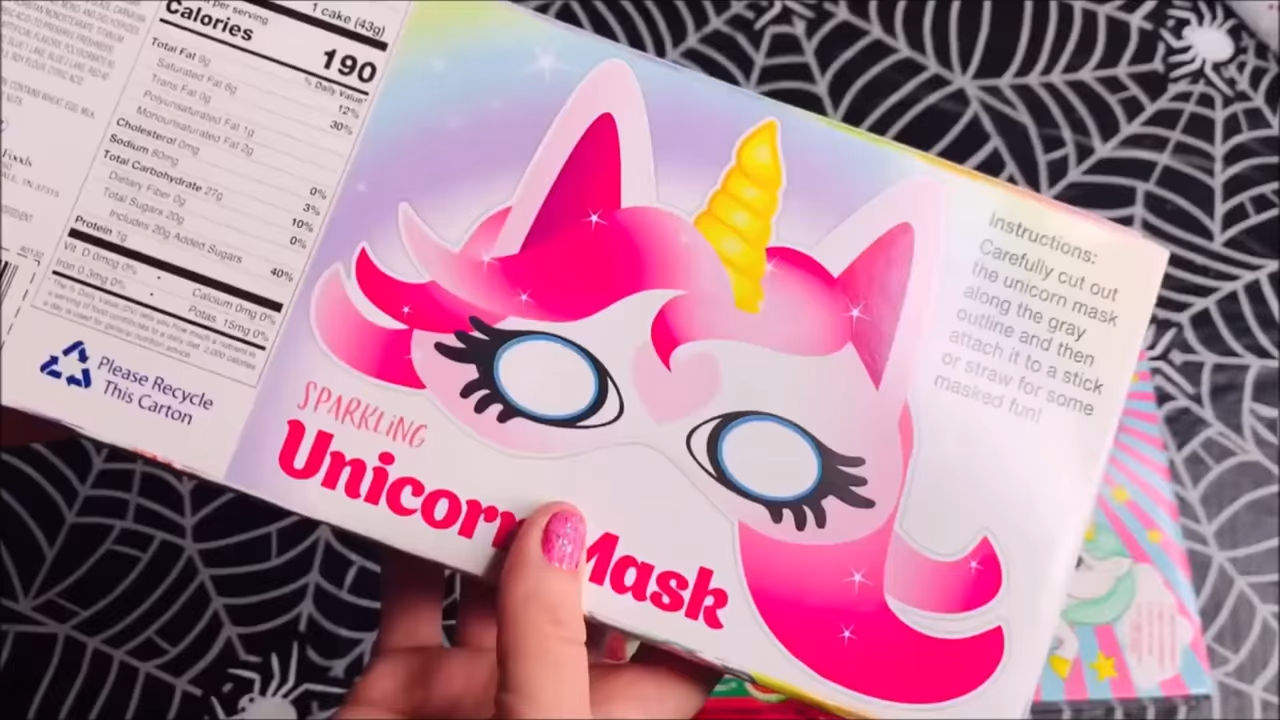 per serving
1 cake (43g)
Calories
190
% Daily Value*
Total Fat 9g 12%
Saturated Fat 6g 30%
Trans Fat 0g
Polyunsaturated Fat 1g
Monounsaturated Fat 2g
Cholesterol 0mg 0%
Sodium 80mg 3%
Total Carbohydrate 27g 10%
Dietary Fiber 0g 0%
Total Sugars 20g
Includes 20g Added Sugars 40%
Protein 1g
Vit. D 0mcg 0% • Calcium 0mg 0%
Iron 0.3mg 0% • Potas. 15mg 0%
Please Recycle
This Carton
SPARKLING
Unicorn Mask
Instructions:
Carefully cut out
the unicorn mask
along the gray
outline and then
attach it to a stick
or straw for some
masked fun!